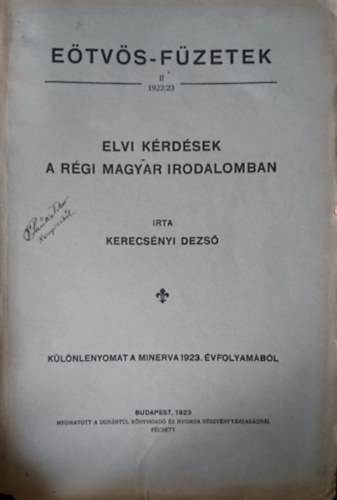 EÖTVÖS-FÜZETEK
II
1922/23
ELVI KÉRDÉSEK
A RÉGI MAGYAR IRODALOMBAN
IRTA
KERECSÉNYI DEZSŐ
KÜLÖNLENYOMAT A MINERVA 1923. ÉVFOLYAMÁBÓL
BUDAPEST, 1923
NYOMATOTT A DUNÁNTÚL KÖNYVKIADÓ ÉS NYOMDA RÉSZVÉNYTÁRSASÁGNÁL
PÉCSETT